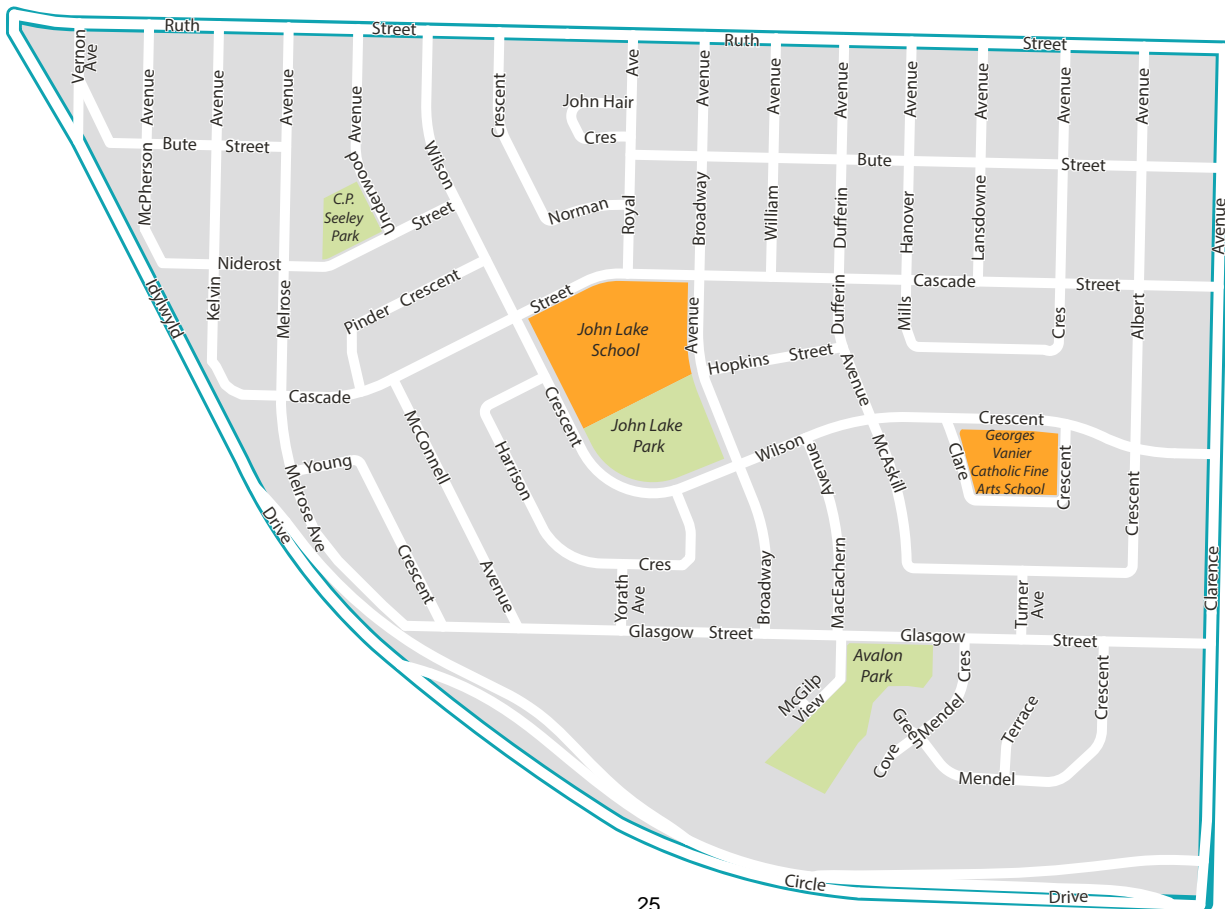 Ruth
Street
Ruth
Street
Vernon
Ave
Avenue
Avenue
Avenue
Avenue
Crescent
Ave
Avenue
Avenue
Avenue
Avenue
Avenue
Avenue
Avenue
Avenue
John Hair
Cres
Bute
Street
Wilson
Bute
Street
McPherson
Underwood
C.P.
Seeley
Park
Street
Norman
Royal
Broadway
William
Dufferin
Hanover
Lansdowne
Niderost
Idylwyld
Kelvin
Melrose
Pinder
Crescent
Street
Cascade
Street
Dufferin
Mills
Cres
Albert
John Lake
School
Avenue
Hopkins
Street
Avenue
Cascade
McConnell
Crescent
John Lake
Park
Wilson
Crescent
Georges
Vanier
Catholic Fine
Arts School
Clare
Crescent
McAskill
Avenue
Harrison
Young
Melrose Ave
Drive
Crescent
Avenue
Cres
Yorath
Ave
Broadway
MacEachern
Crescent
Turner
Ave
Clarence
Glasgow
Street
Glasgow
Street
Avalon
Park
McGilp
View
Cres
Mendel
Green
Cove
Terrace
Mendel
Crescent
Circle
Drive
25